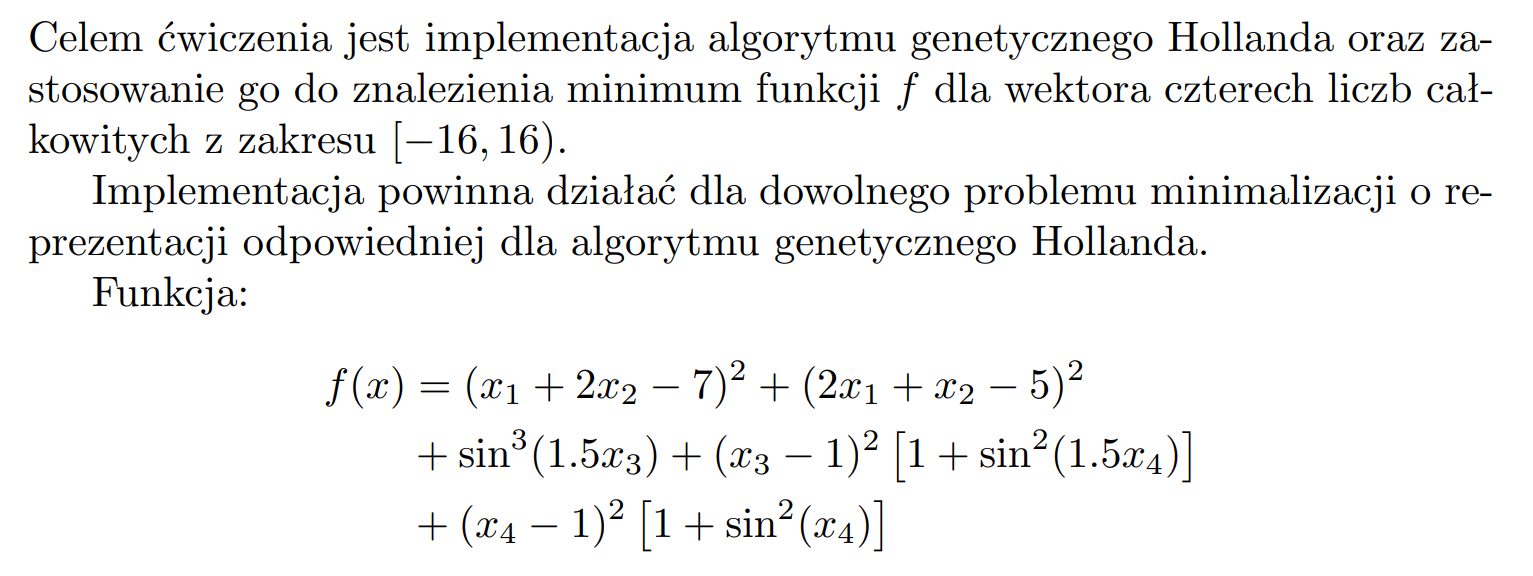 Celem ćwiczenia jest implementacja algorytmu genetycznego Hollanda oraz za-
stosowanie go do znalezienia minimum funkcji f dla wektora czterech liczb cał-
kowitych z zakresu [−16, 16).
Implementacja powinna działać dla dowolnego problemu minimalizacji o re-
prezentacji odpowiedniej dla algorytmu genetycznego Hollanda.
Funkcja:
f(x) = (x₁ + 2x₂ − 7)² + (2x₁ + x₂ − 5)²
+ sin³(1.5x₃) + (x₃ − 1)² [1 + sin²(1.5x₄)]
+ (x₄ − 1)² [1 + sin²(x₄)]